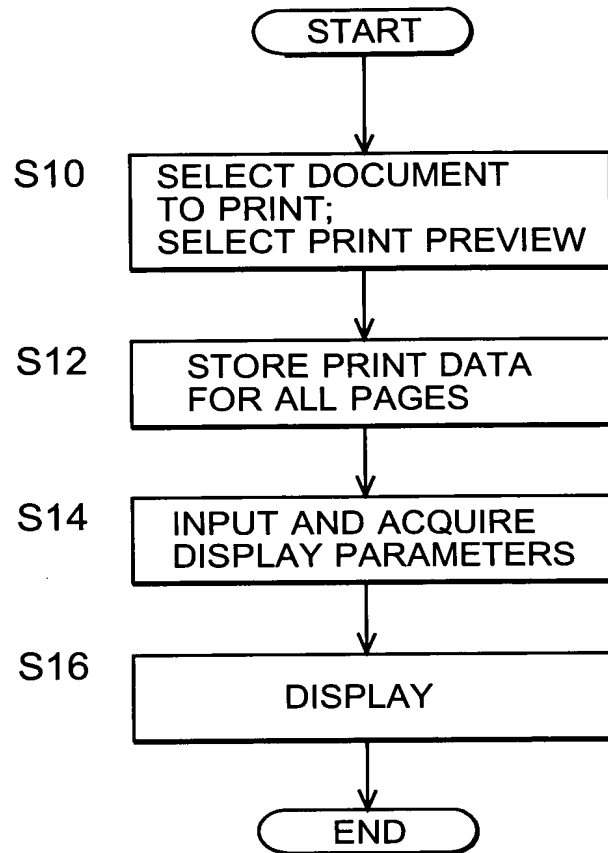 START
S10
SELECT DOCUMENT
TO PRINT;
SELECT PRINT PREVIEW
S12
STORE PRINT DATA
FOR ALL PAGES
S14
INPUT AND ACQUIRE
DISPLAY PARAMETERS
S16
DISPLAY
END